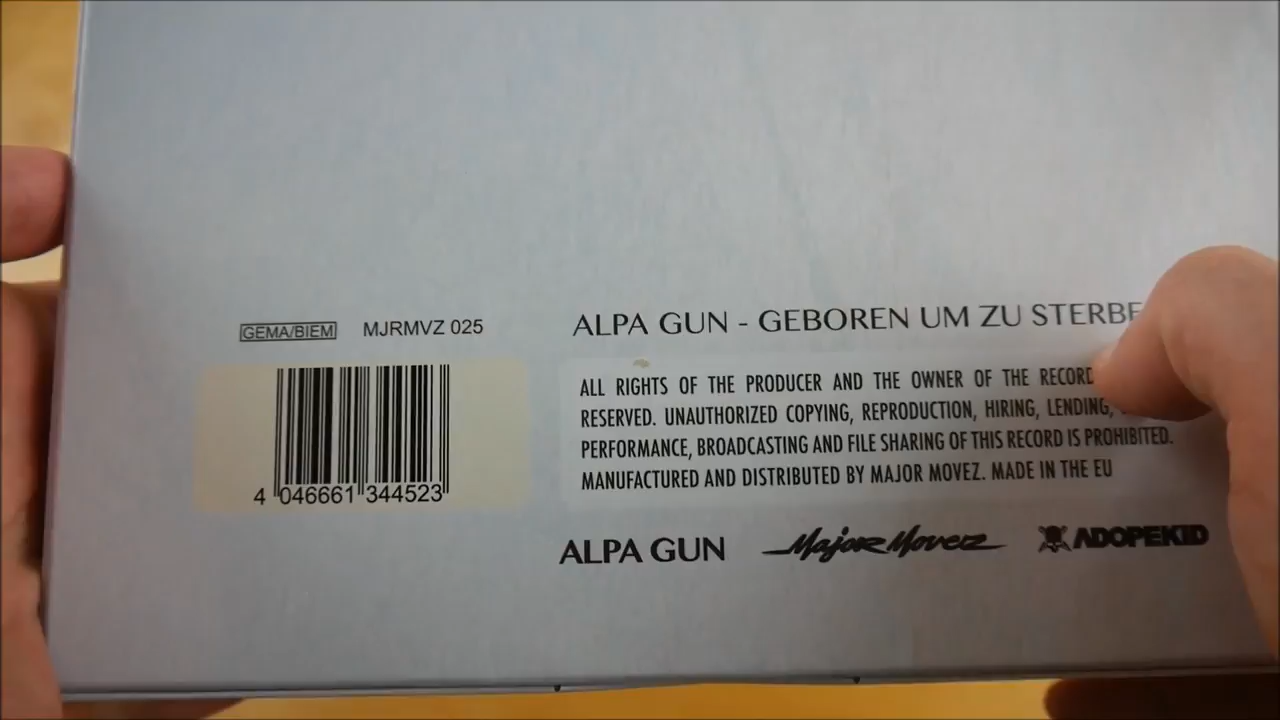 GEMA/BIEM MJRMVZ 025
4 046661 344523
ALPA GUN - GEBOREN UM ZU STERBE
ALL RIGHTS OF THE PRODUCER AND THE OWNER OF THE RECORD
RESERVED. UNAUTHORIZED COPYING, REPRODUCTION, HIRING, LENDING,
PERFORMANCE, BROADCASTING AND FILE SHARING OF THIS RECORD IS PROHIBITED.
MANUFACTURED AND DISTRIBUTED BY MAJOR MOVEZ. MADE IN THE EU
ALPA GUN Major Movez ADOPEKID